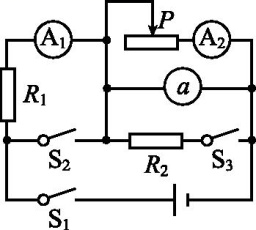 P
A₁ A₂
R₁ a
S₂ R₂ S₃
S₁